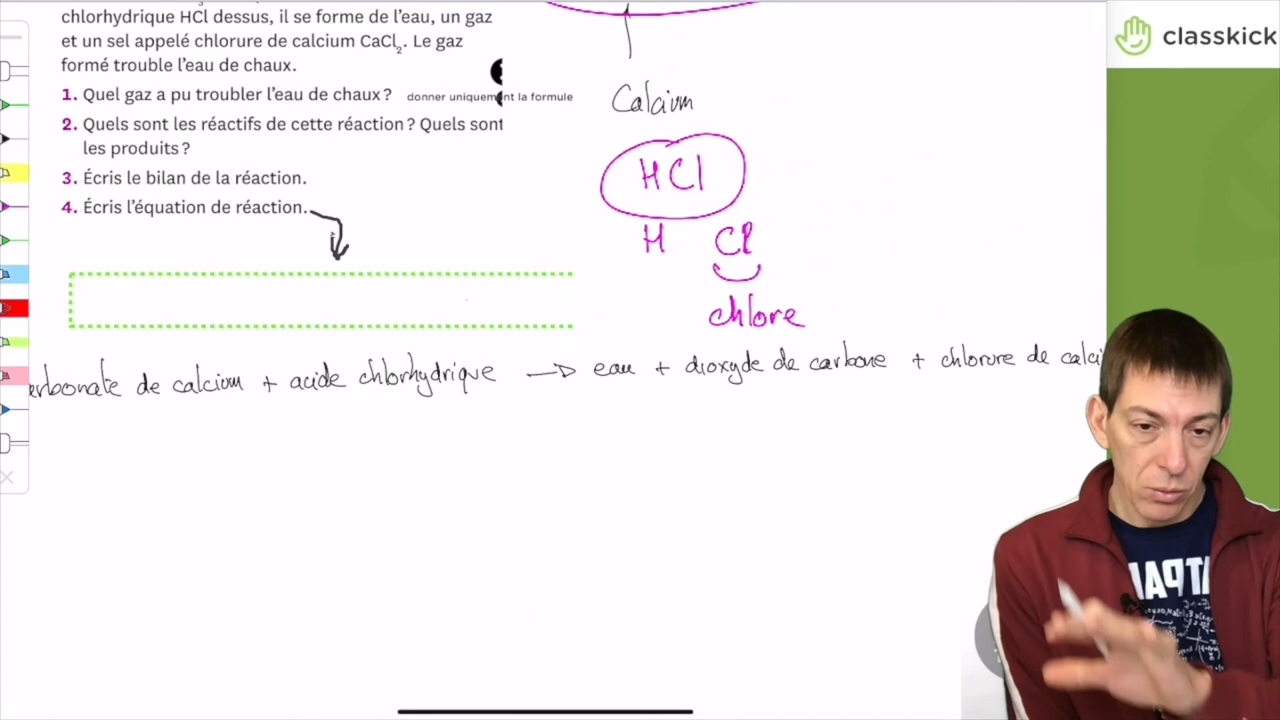 chlorhydrique HCl dessus, il se forme de l'eau, un gaz
et un sel appelé chlorure de calcium CaCl₂. Le gaz
formé trouble l'eau de chaux.
1. Quel gaz a pu troubler l'eau de chaux ? donner uniquement la formule
2. Quels sont les réactifs de cette réaction ? Quels sont
les produits ?
3. Écris le bilan de la réaction.
4. Écris l'équation de réaction.
Calcium
HCl
H Cl
chlore
arbonate de calcium + acide chlorhydrique → eau + dioxyde de carbone + chlorure de calci
classkick